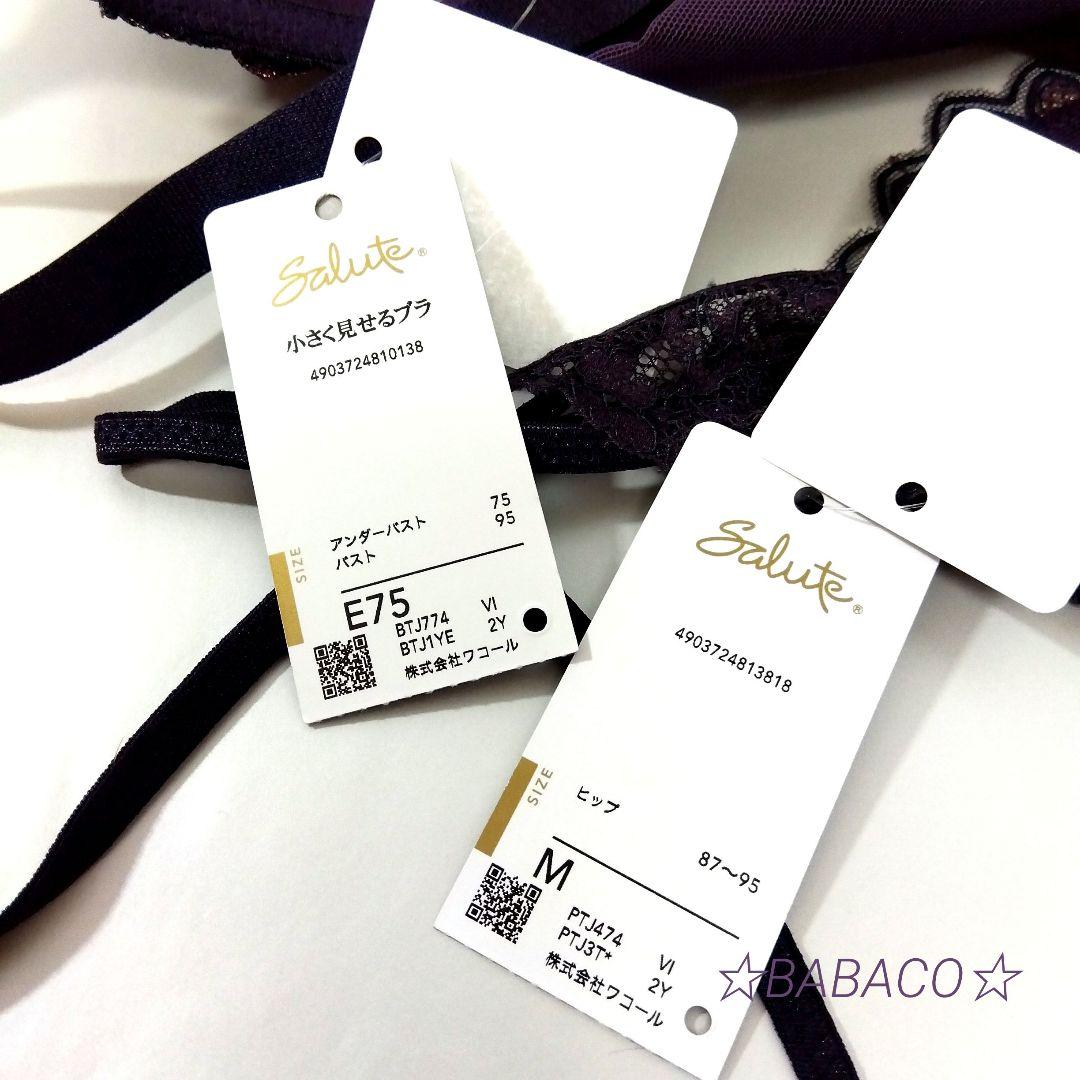 Salute®
小さく見せるブラ
4903724810138
SIZE
アンダーバスト 75
バスト 95
E75
BTJ774 VI
BTJ1YE 2Y
株式会社ワコール
Salute®
4903724813818
SIZE
ヒップ
87〜95
M
PTJ474 VI
PTJ3T* 2Y
株式会社ワコール
☆BABACO☆